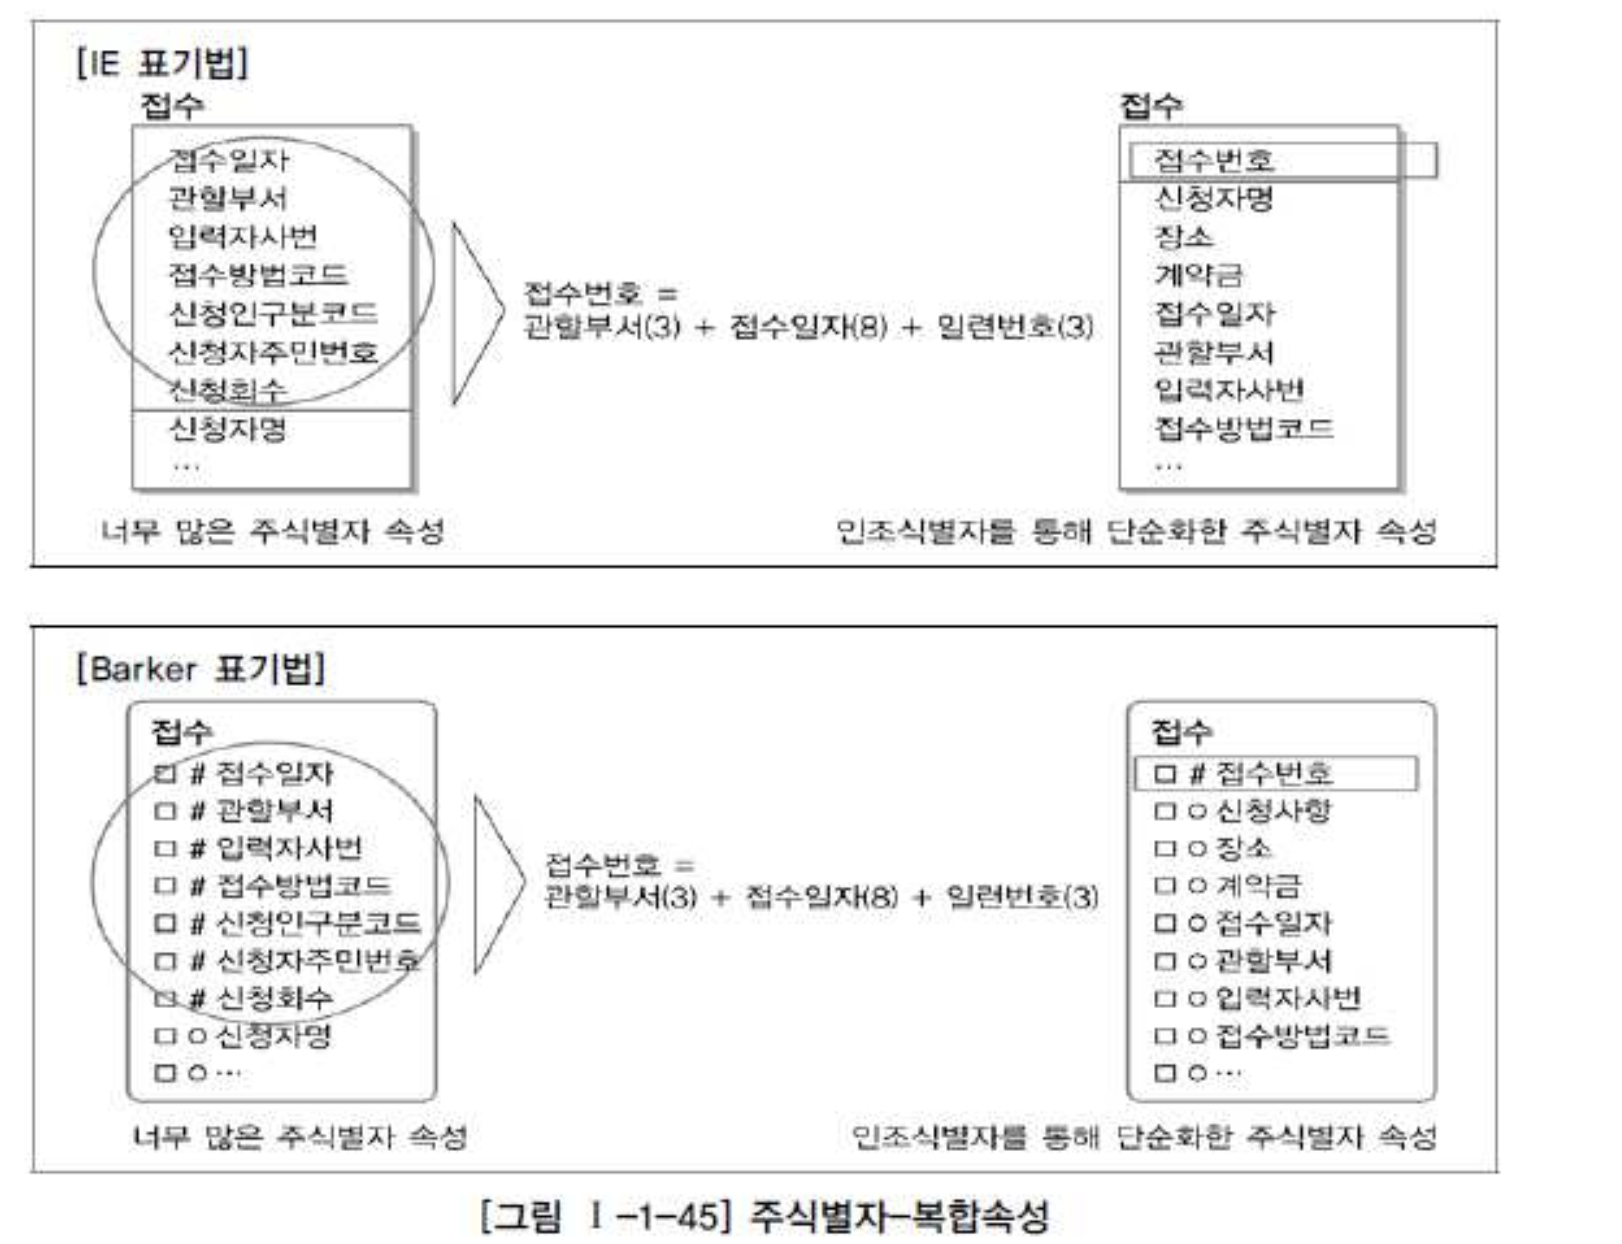 [IE 표기법]
접수
접수일자
관할부서
입력자사번
접수방법코드
신청인구분코드
신청자주민번호
신청회수
신청자명
...
너무 많은 주식별자 속성
접수번호 =
관할부서(3) + 접수일자(8) + 일련번호(3)
접수
접수번호
신청자명
장소
계약금
접수일자
관할부서
입력자사번
접수방법코드
...
인조식별자를 통해 단순화한 주식별자 속성
[Barker 표기법]
접수
□ # 접수일자
□ # 관할부서
□ # 입력자사번
□ # 접수방법코드
□ # 신청인구분코드
□ # 신청자주민번호
□ # 신청회수
□ ○ 신청자명
□ ○ ...
너무 많은 주식별자 속성
접수번호 =
관할부서(3) + 접수일자(8) + 일련번호(3)
접수
□ # 접수번호
□ ○ 신청사항
□ ○ 장소
□ ○ 계약금
□ ○ 접수일자
□ ○ 관할부서
□ ○ 입력자사번
□ ○ 접수방법코드
□ ○ ...
인조식별자를 통해 단순화한 주식별자 속성
[그림 Ⅰ-1-45] 주식별자-복합속성